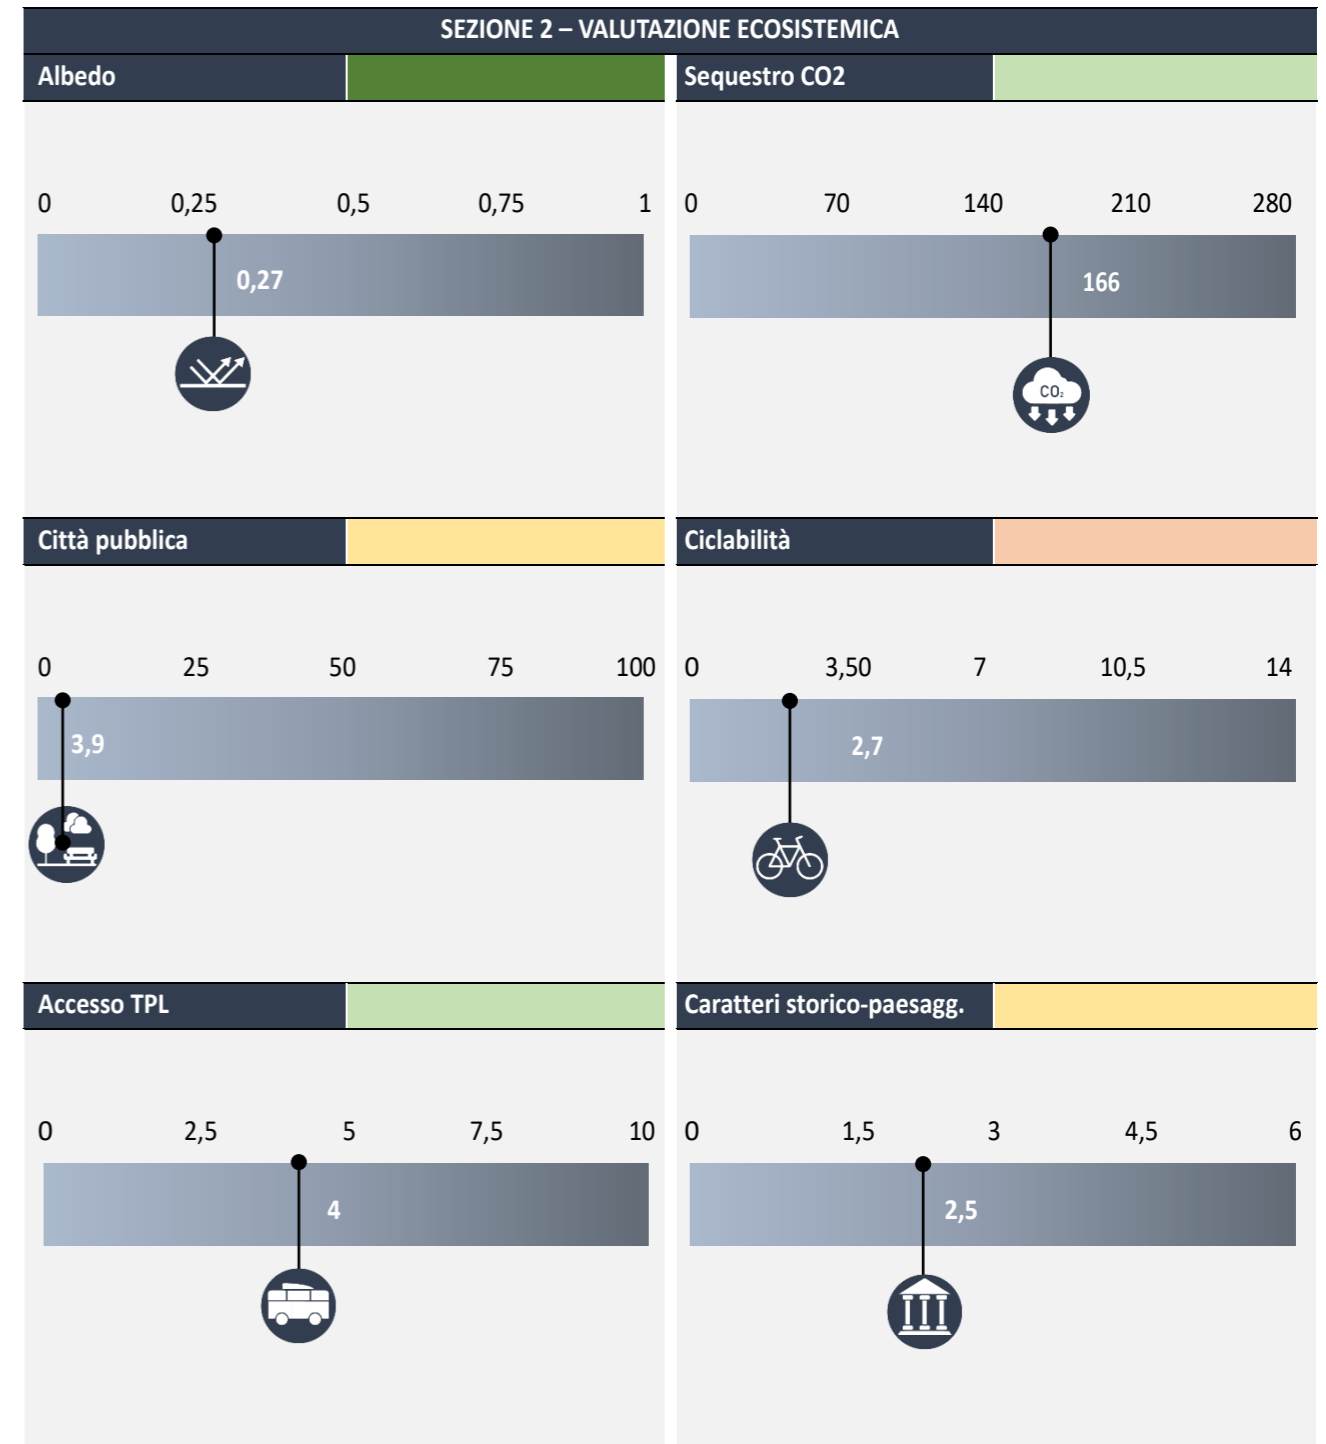 SEZIONE 2 – VALUTAZIONE ECOSISTEMICA
Albedo
0 0,25 0,5 0,75 1
0,27
Sequestro CO2
0 70 140 210 280
166
CO₂
Città pubblica
0 25 50 75 100
3,9
Ciclabilità
0 3,50 7 10,5 14
2,7
Accesso TPL
0 2,5 5 7,5 10
4
Caratteri storico-paesagg.
0 1,5 3 4,5 6
2,5